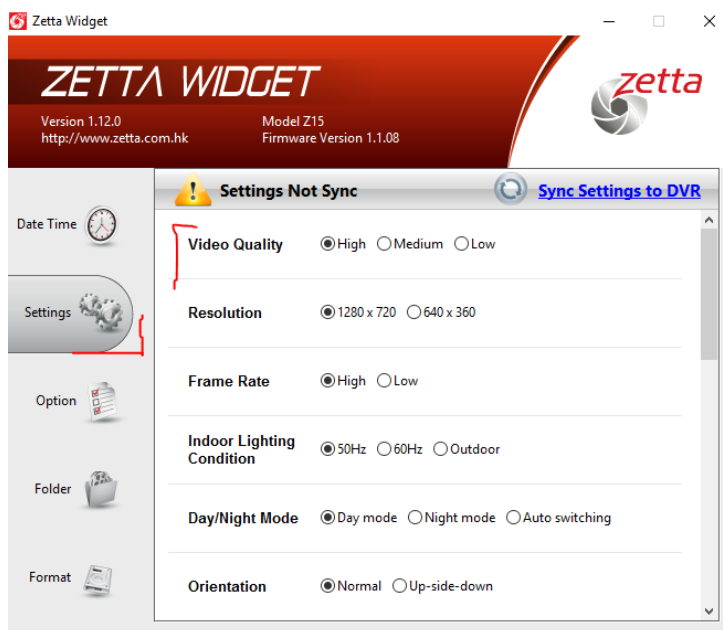 Zetta Widget
ZETTA WIDGET
zetta
Version 1.12.0 Model Z15
http://www.zetta.com.hk Firmware Version 1.1.08
Settings Not Sync Sync Settings to DVR
Date Time
Settings
Option
Folder
Format
Video Quality High Medium Low
Resolution 1280 x 720 640 x 360
Frame Rate High Low
Indoor Lighting
Condition 50Hz 60Hz Outdoor
Day/Night Mode Day mode Night mode Auto switching
Orientation Normal Up-side-down